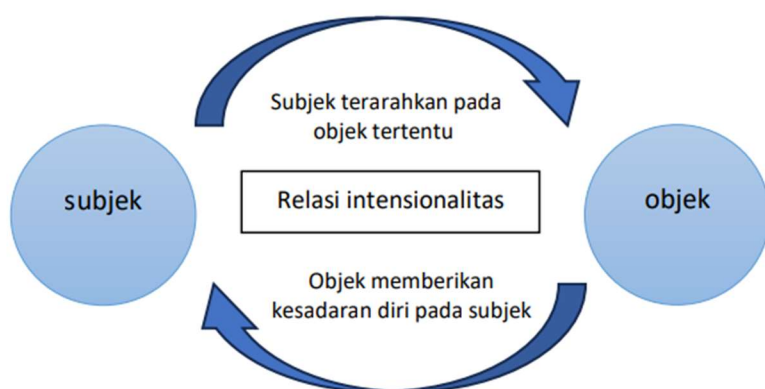 Subjek terarahkan pada
objek tertentu
subjek
Relasi intensionalitas
objek
Objek memberikan
kesadaran diri pada subjek